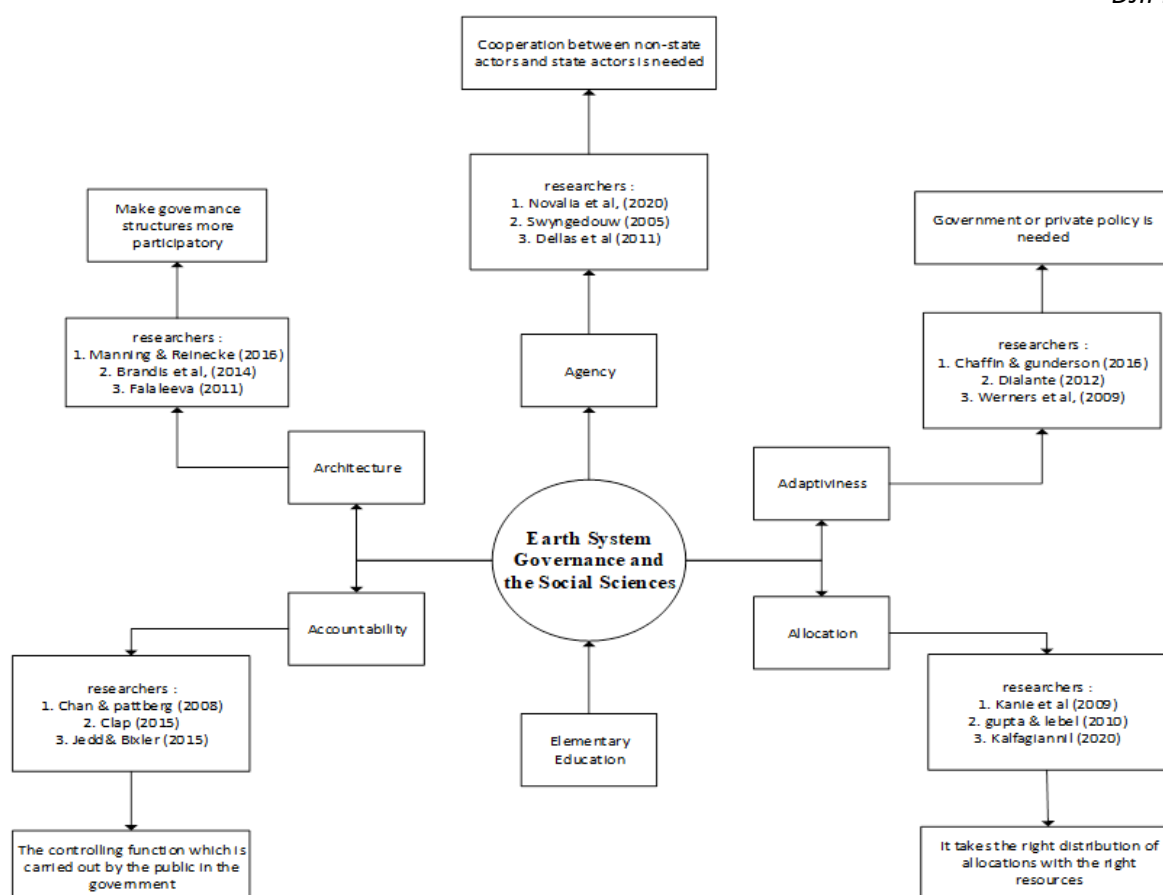 Cooperation between non-state
actors and state actors is needed
researchers :
1. Novalia et al, (2020)
2. Swyngedouw (2005)
3. Dellas et al (2011)
Agency
Make governance
structures more
participatory
researchers :
1. Manning & Reinecke (2016)
2. Brandis et al, (2014)
3. Falaleeva (2011)
Architecture
Government or private policy is
needed
researchers :
1. Chaffin & gunderson (2016)
2. Dialante (2012)
3. Werners et al, (2009)
Adaptiviness
Earth System
Governance and
the Social Sciences
Accountability
researchers :
1. Chan & pattberg (2008)
2. Clap (2015)
3. Jedd & Bixler (2015)
The controlling function which is
carried out by the public in the
government
Allocation
researchers :
1. Kanie et al (2009)
2. gupta & lebel (2010)
3. Kalfagiannil (2020)
It takes the right distribution of
allocations with the right
resources
Elementary
Education